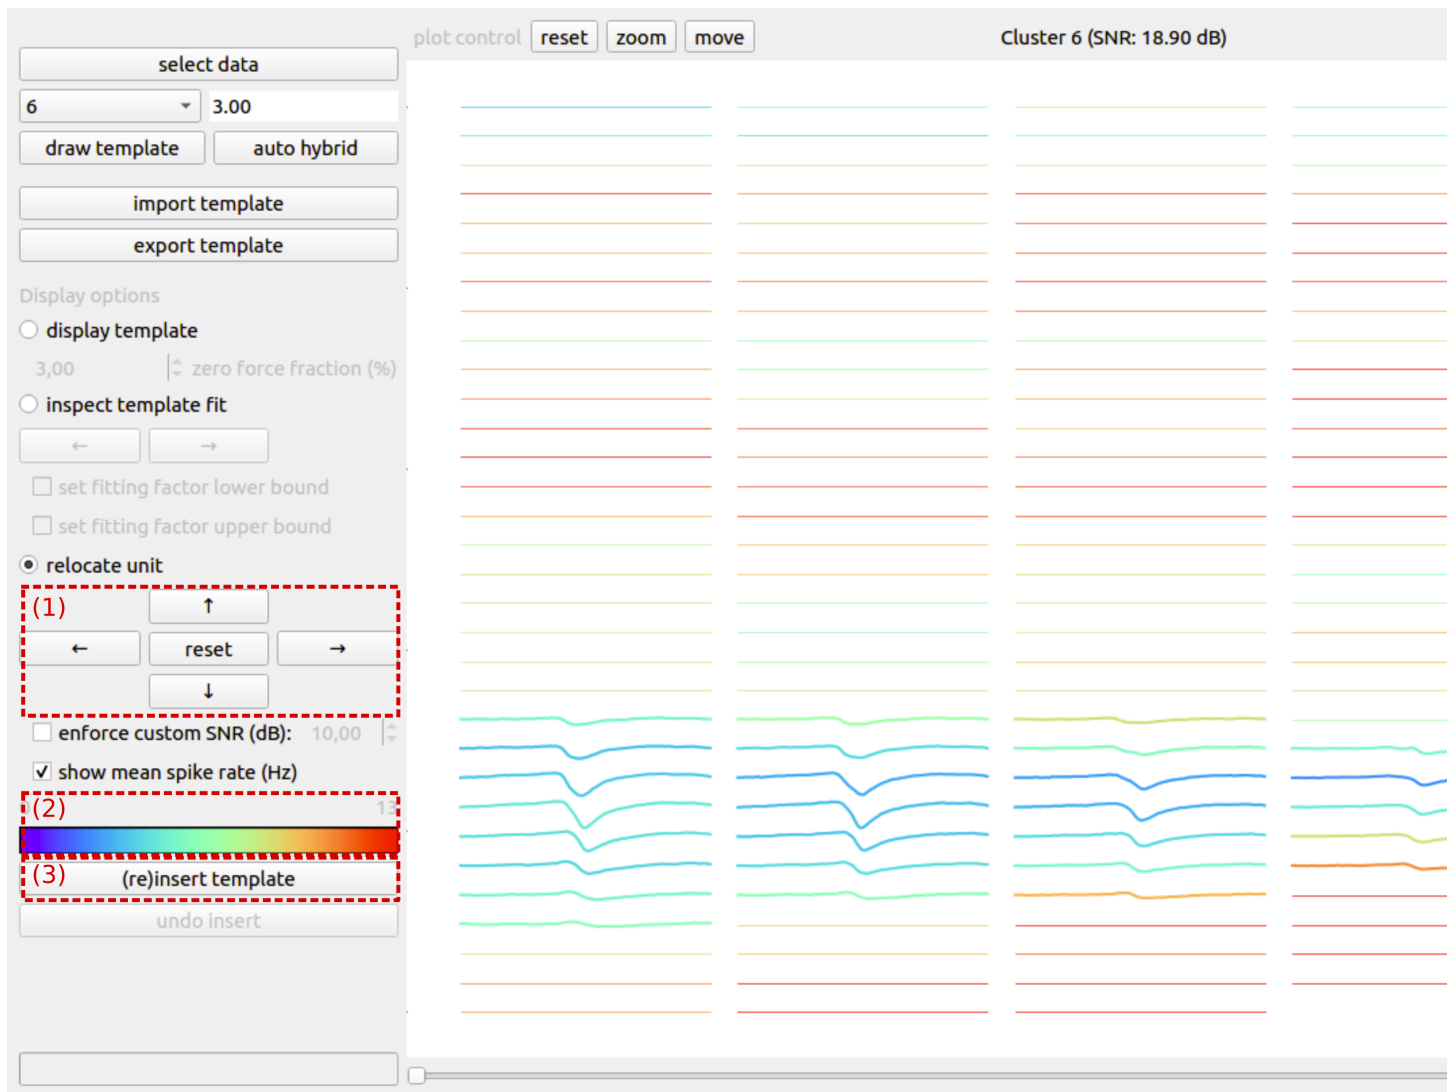 plot control reset zoom move Cluster 6 (SNR: 18.90 dB)
select data
6 3.00
draw template auto hybrid
import template
export template
Display options
display template
3,00 zero force fraction (%)
inspect template fit
← →
set fitting factor lower bound
set fitting factor upper bound
relocate unit
(1) ↑
← reset →
↓
enforce custom SNR (dB): 10,00
show mean spike rate (Hz)
(2) 13
(3) (re)insert template
undo insert